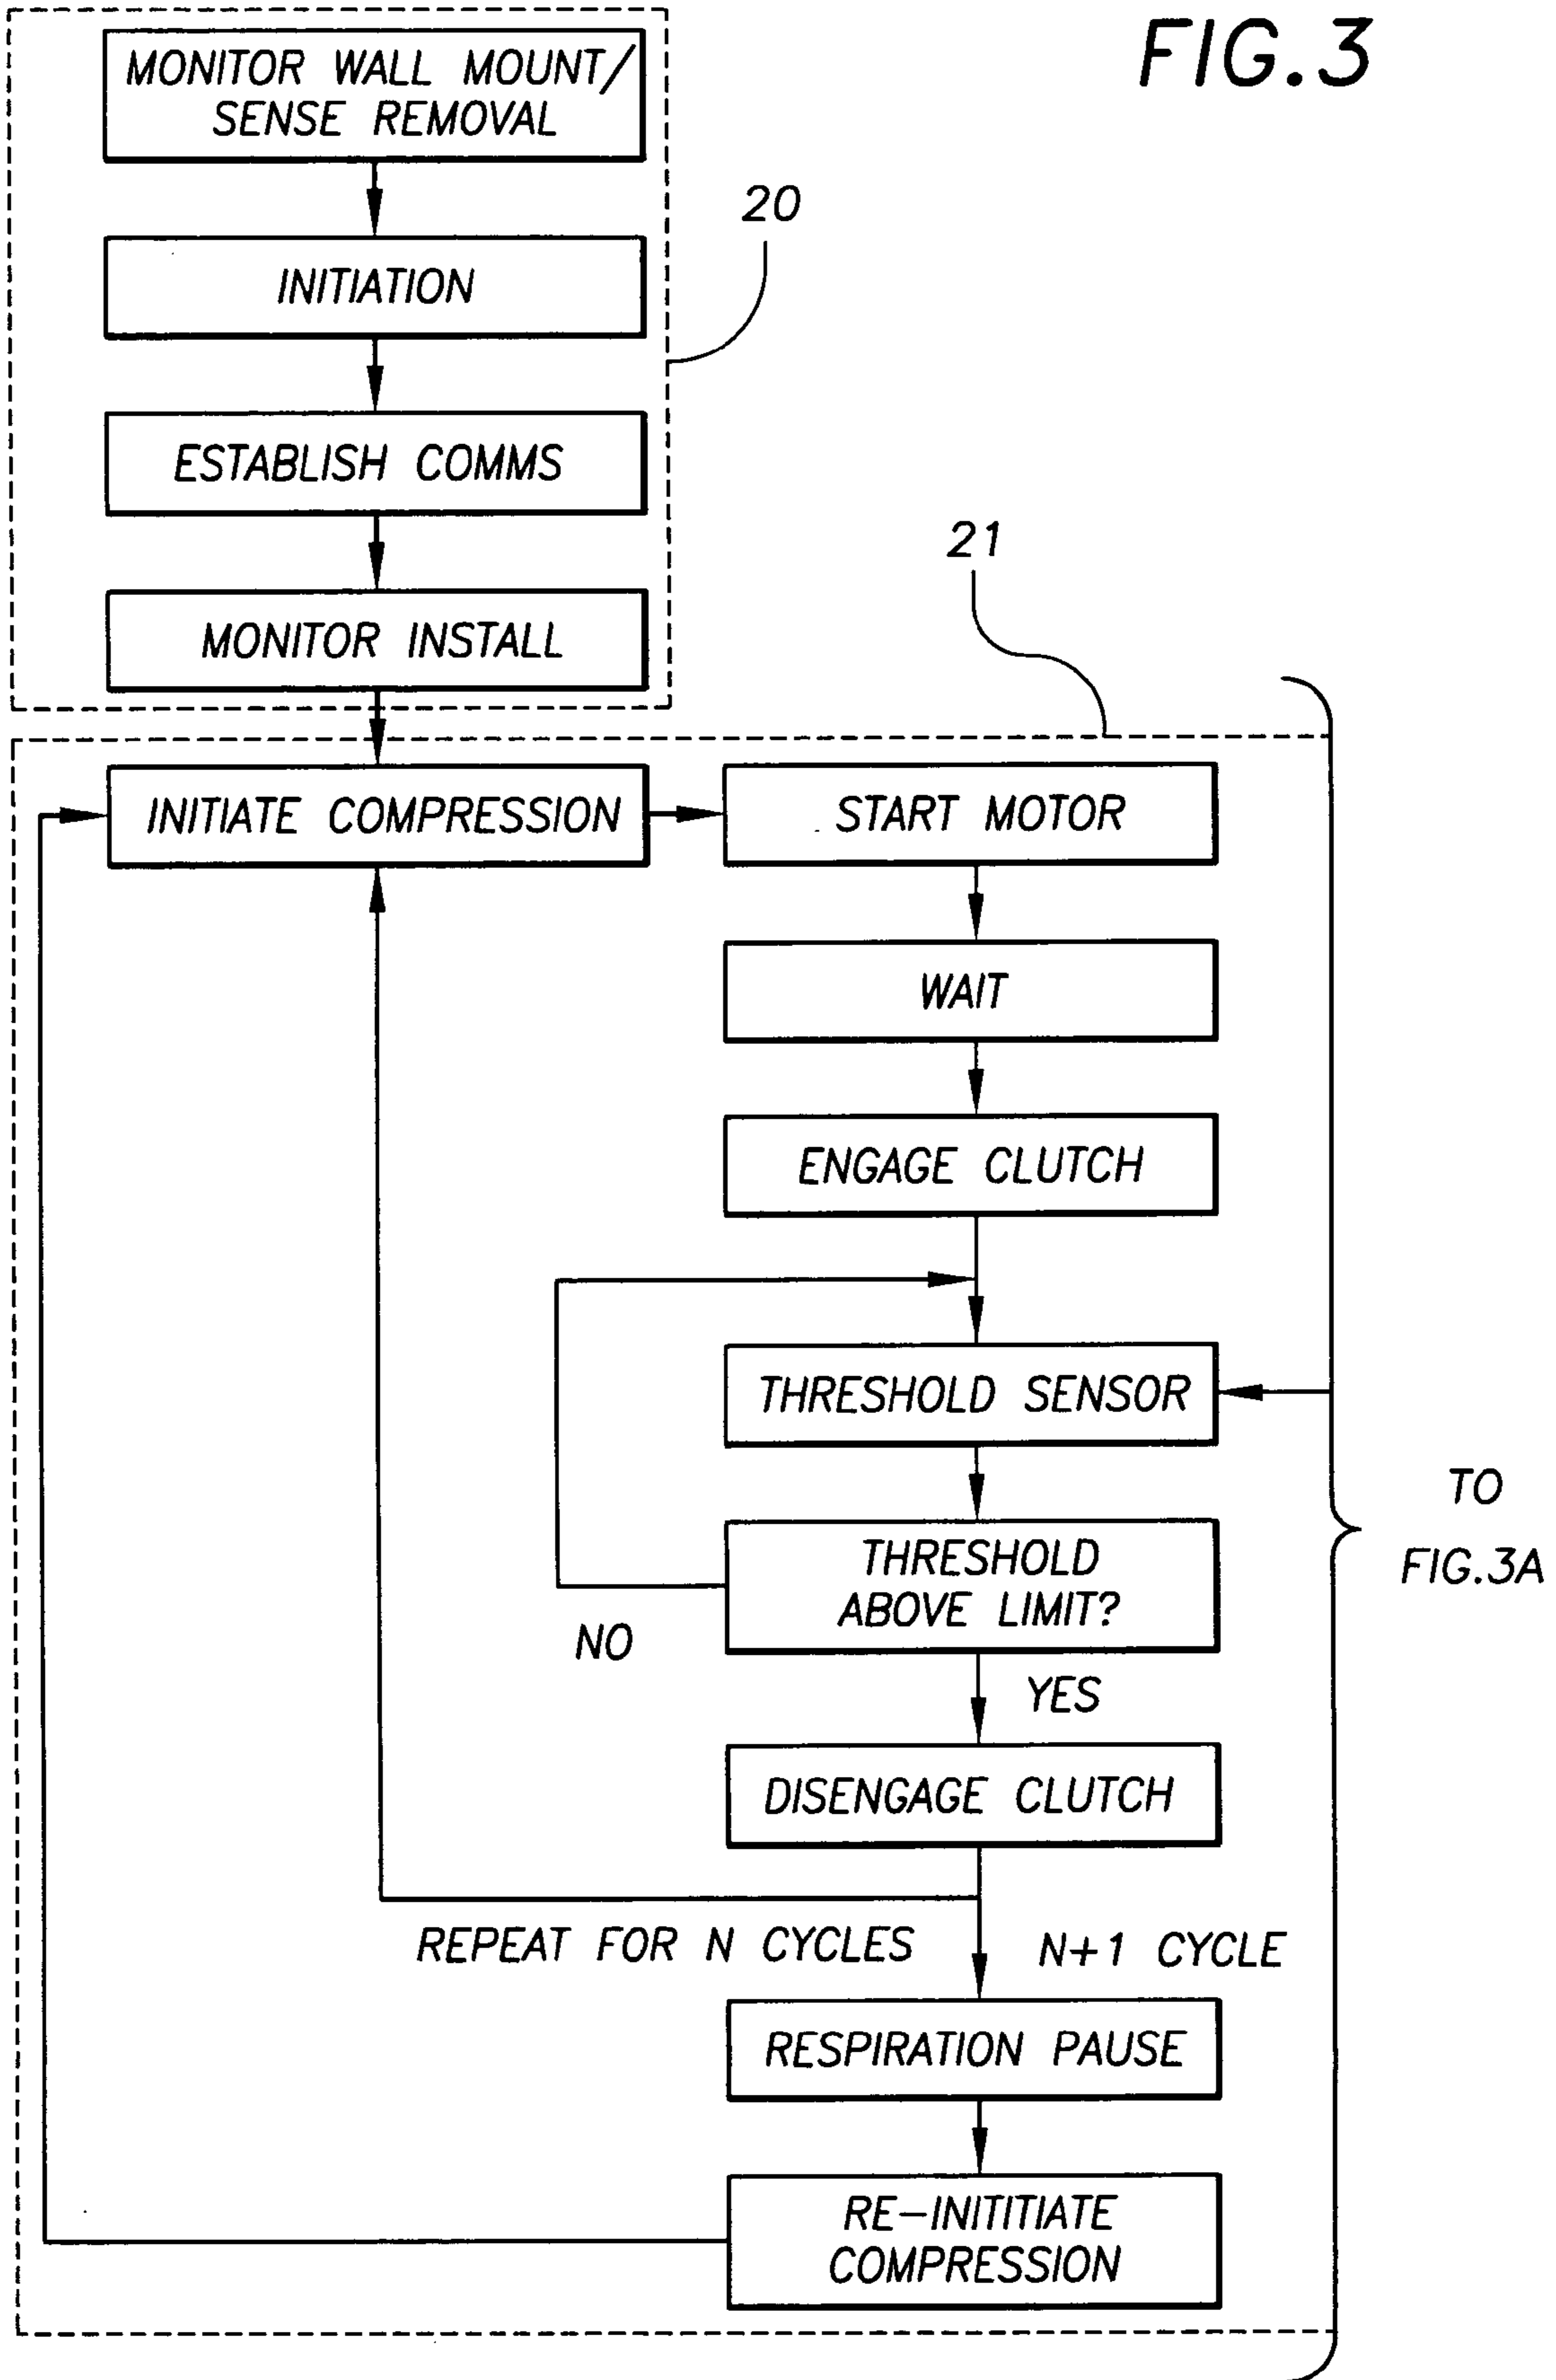 FIG.3
MONITOR WALL MOUNT/
SENSE REMOVAL
20
INITIATION
ESTABLISH COMMS
MONITOR INSTALL
21
INITIATE COMPRESSION
START MOTOR
WAIT
ENGAGE CLUTCH
THRESHOLD SENSOR
TO
FIG.3A
THRESHOLD
ABOVE LIMIT?
NO
YES
DISENGAGE CLUTCH
REPEAT FOR N CYCLES
N+1 CYCLE
RESPIRATION PAUSE
RE-INITITIATE
COMPRESSION